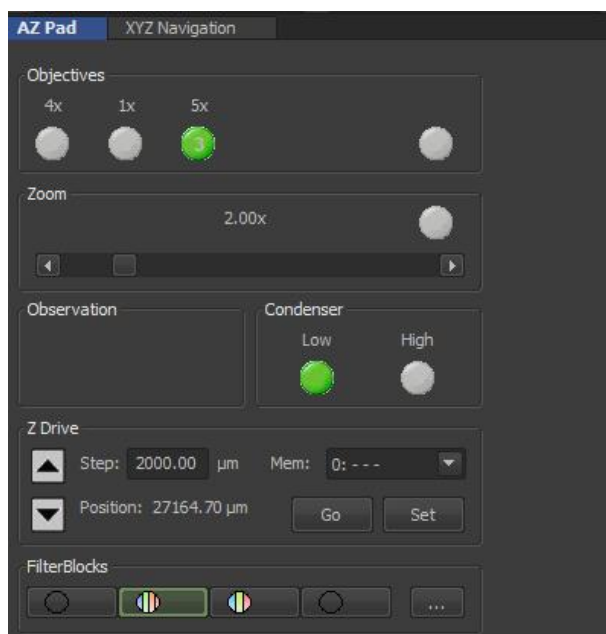 AZ Pad XYZ Navigation
Objectives
4x 1x 5x
3
Zoom
2.00x
Observation
Condenser
Low High
Z Drive
Step: 2000.00 µm Mem: 0: - - -
Position: 27164.70 µm Go Set
FilterBlocks
...